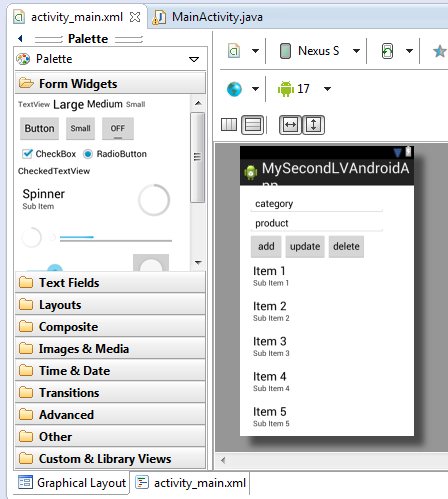 activity_main.xml
MainActivity.java
Palette
Palette
Form Widgets
TextView Large Medium Small
Button Small OFF
CheckBox RadioButton
CheckedTextView
Spinner
Sub Item
Text Fields
Layouts
Composite
Images & Media
Time & Date
Transitions
Advanced
Other
Custom & Library Views
Graphical Layout
activity_main.xml
Nexus S
17
MySecondLVAndroidA
category
product
add update delete
Item 1
Sub Item 1
Item 2
Sub Item 2
Item 3
Sub Item 3
Item 4
Sub Item 4
Item 5
Sub Item 5